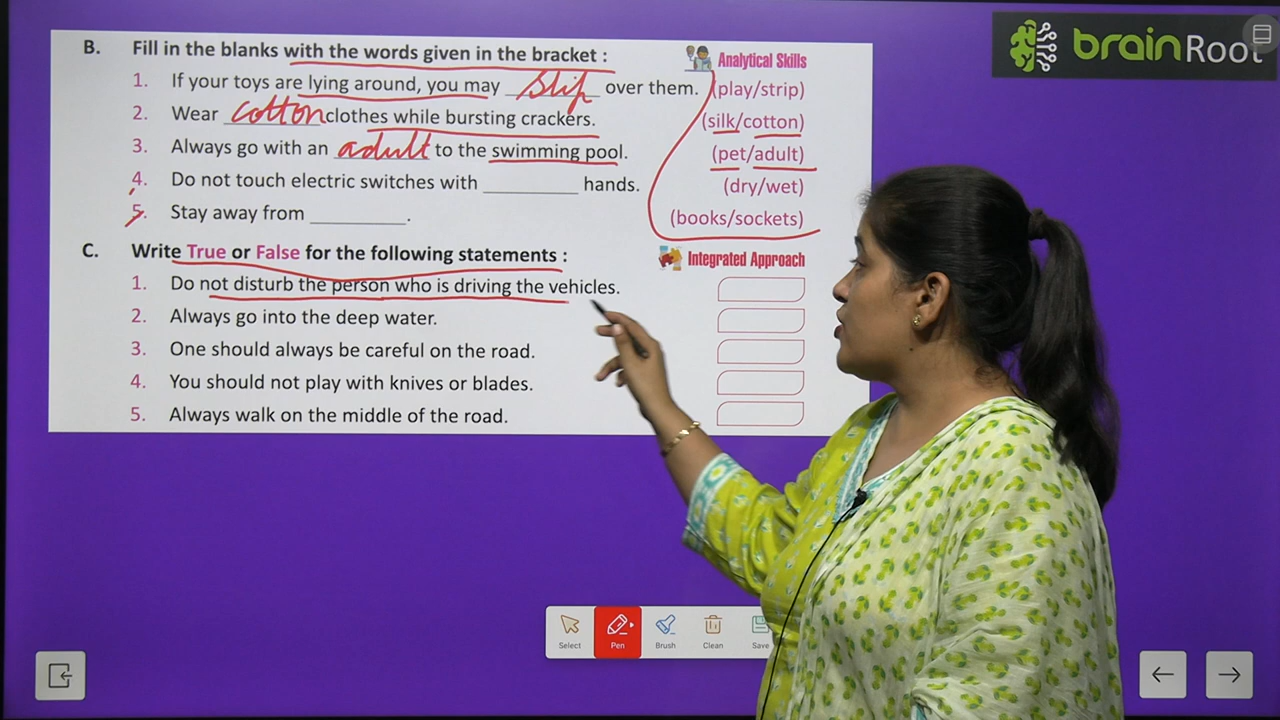 B. Fill in the blanks with the words given in the bracket : Analytical Skills
1. If your toys are lying around, you may slip over them. (play/strip)
2. Wear cotton clothes while bursting crackers. (silk/cotton)
3. Always go with an adult to the swimming pool. (pet/adult)
4. Do not touch electric switches with __________ hands. (dry/wet)
5. Stay away from __________. (books/sockets)
C. Write True or False for the following statements : Integrated Approach
1. Do not disturb the person who is driving the vehicles.
2. Always go into the deep water.
3. One should always be careful on the road.
4. You should not play with knives or blades.
5. Always walk on the middle of the road.
brainRoot
Select Pen Brush Clean Save